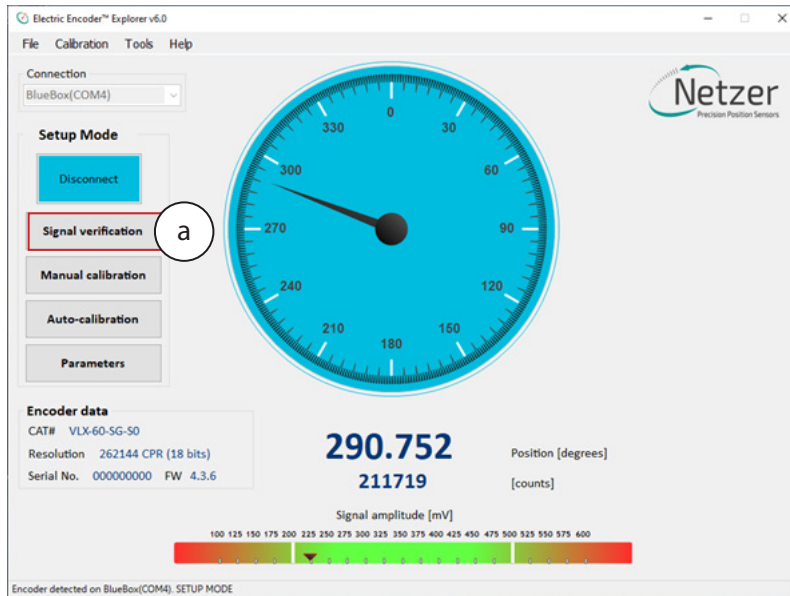 Electric Encoder™ Explorer v6.0
File Calibration Tools Help
Connection
BlueBox(COM4)
Setup Mode
Disconnect
Signal verification
a
Manual calibration
Auto-calibration
Parameters
0
30
60
90
120
150
180
210
240
270
300
330
Netzer
Precision Position Sensors
Encoder data
CAT# VLX-60-SG-S0
Resolution 262144 CPR (18 bits)
Serial No. 000000000 FW 4.3.6
290.752 Position [degrees]
211719 [counts]
Signal amplitude [mV]
100 125 150 175 200 225 250 275 300 325 350 375 400 425 450 475 500 525 550 575 600
Encoder detected on BlueBox(COM4). SETUP MODE